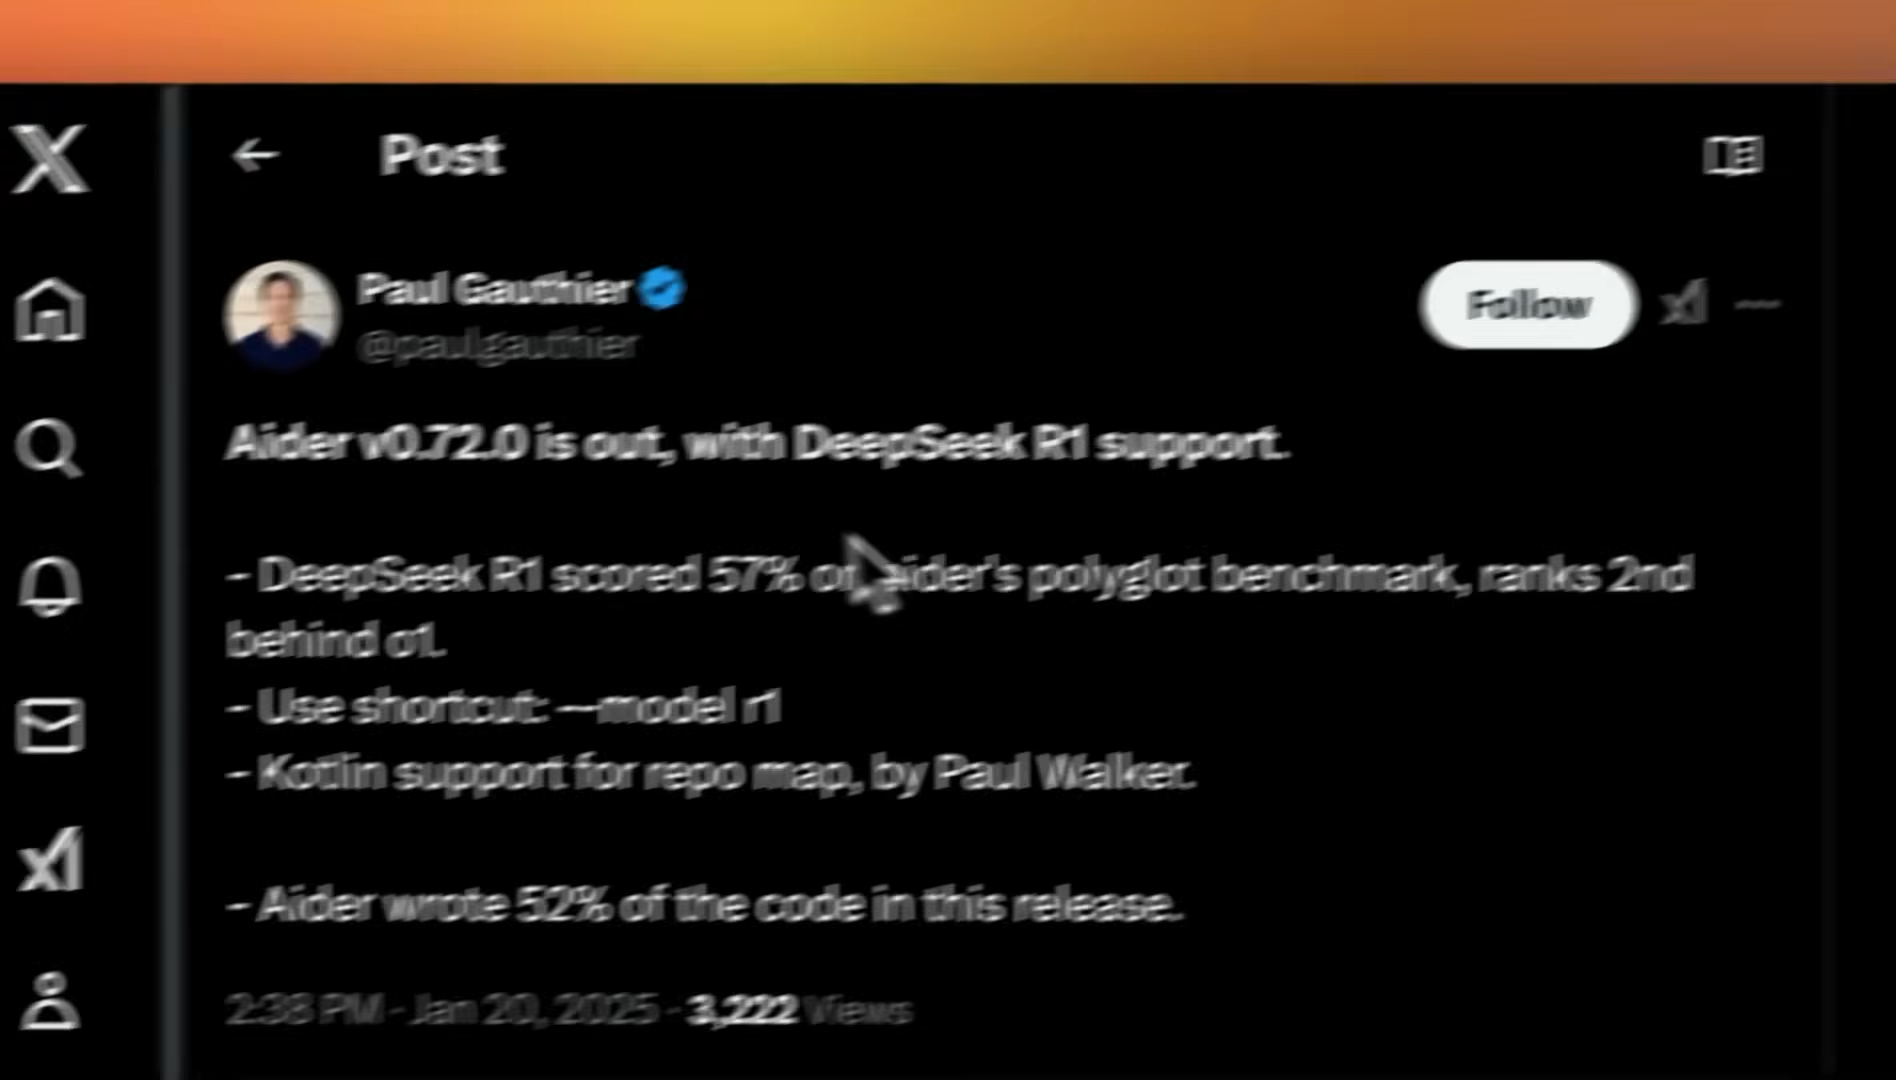 Post
Paul Gauthier
@paulgauthier
Follow
Aider v0.72.0 is out, with DeepSeek R1 support.
- DeepSeek R1 scored 57% on aider's polyglot benchmark, ranks 2nd
behind o1.
- Use shortcut: --model r1
- Kotlin support for repo map, by Paul Walker.
- Aider wrote 52% of the code in this release.
2:38 PM · Jan 20, 2025 · 3,222 Views